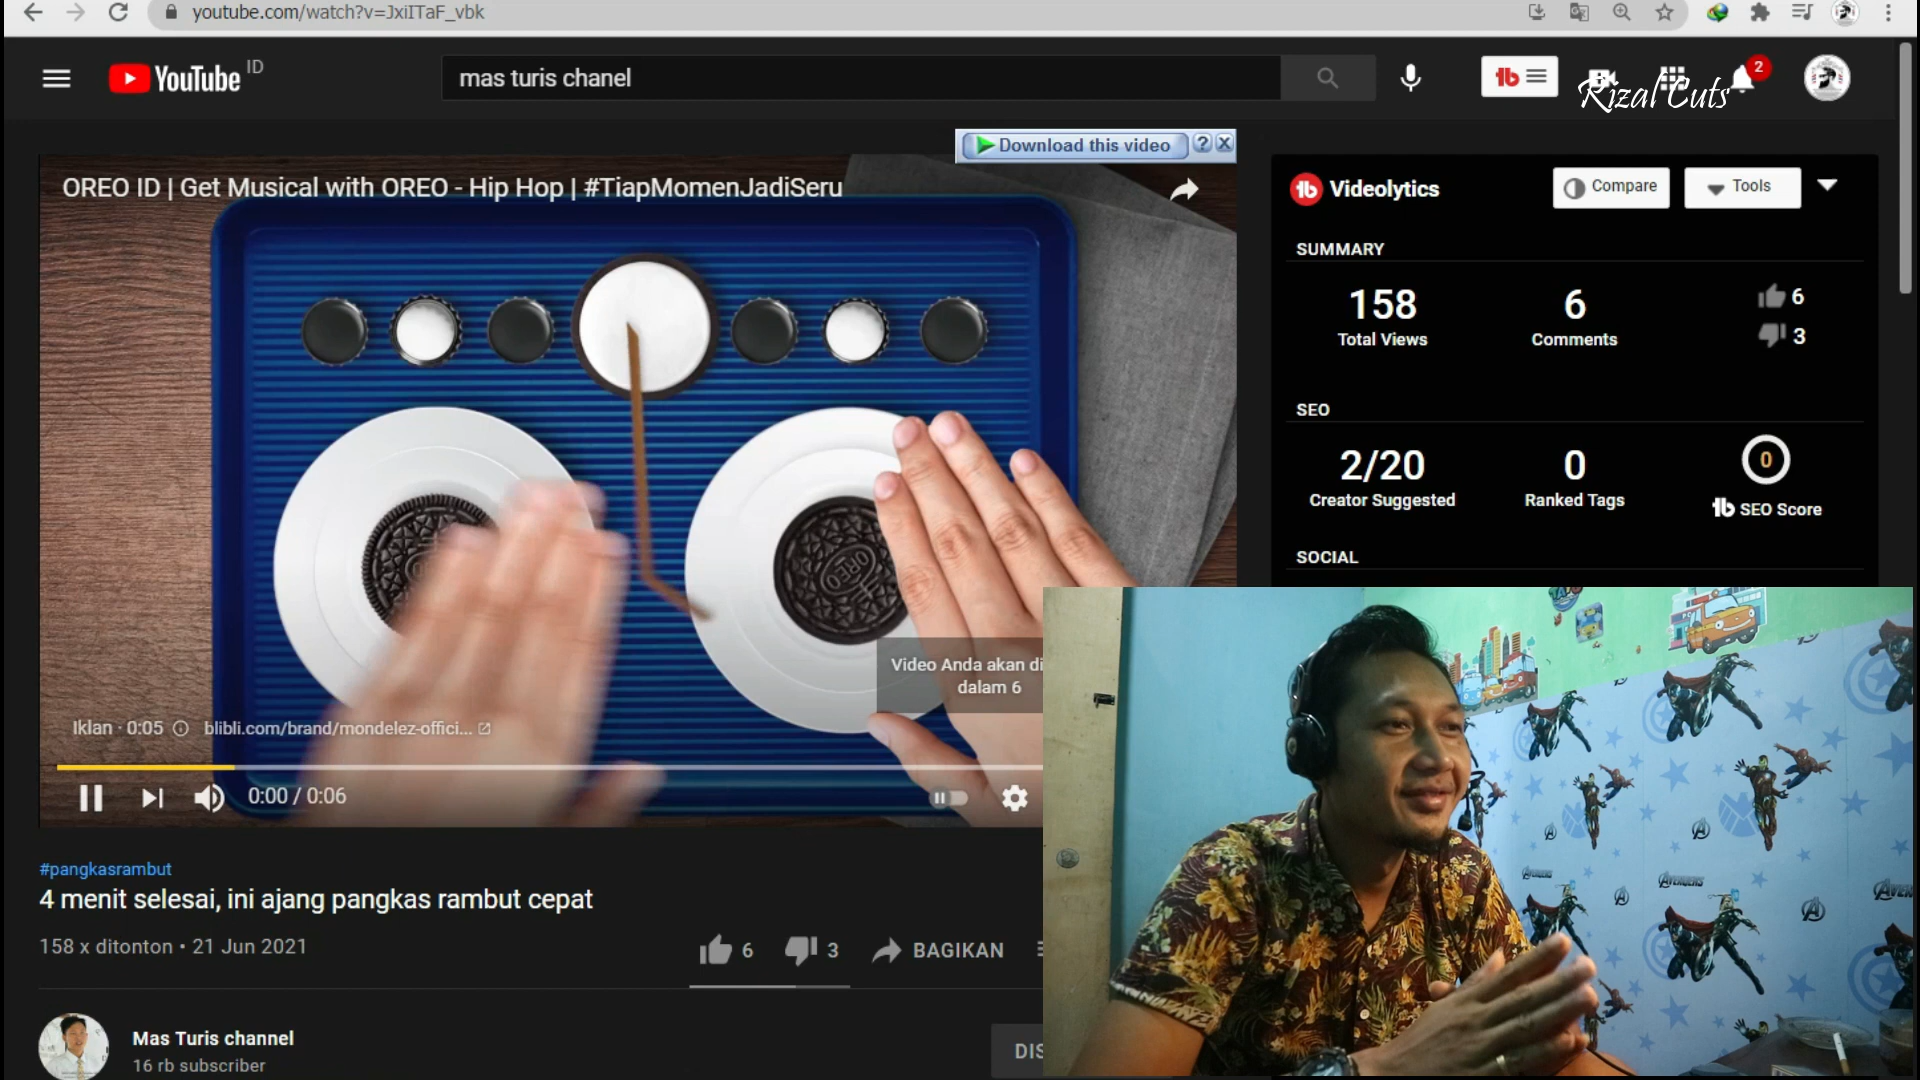 youtube.com/watch?v=JxiITaF_vbk
YouTube ID
mas turis chanel
2
Rizal Cuts
Download this video ?
OREO ID | Get Musical with OREO - Hip Hop | #TiapMomenJadiSeru
OREO
Video Anda akan di
dalam 6
Iklan · 0:05 blibli.com/brand/mondelez-offici...
0:00 / 0:06
#pangkasrambut
4 menit selesai, ini ajang pangkas rambut cepat
158 x ditonton • 21 Jun 2021
6 3 BAGIKAN
Mas Turis channel
16 rb subscriber
DIS
Videolytics
Compare
Tools
SUMMARY
158 6 6
Total Views Comments 3
SEO
2/20 0 0
Creator Suggested Ranked Tags SEO Score
SOCIAL
AVENGERS
AVENGERS